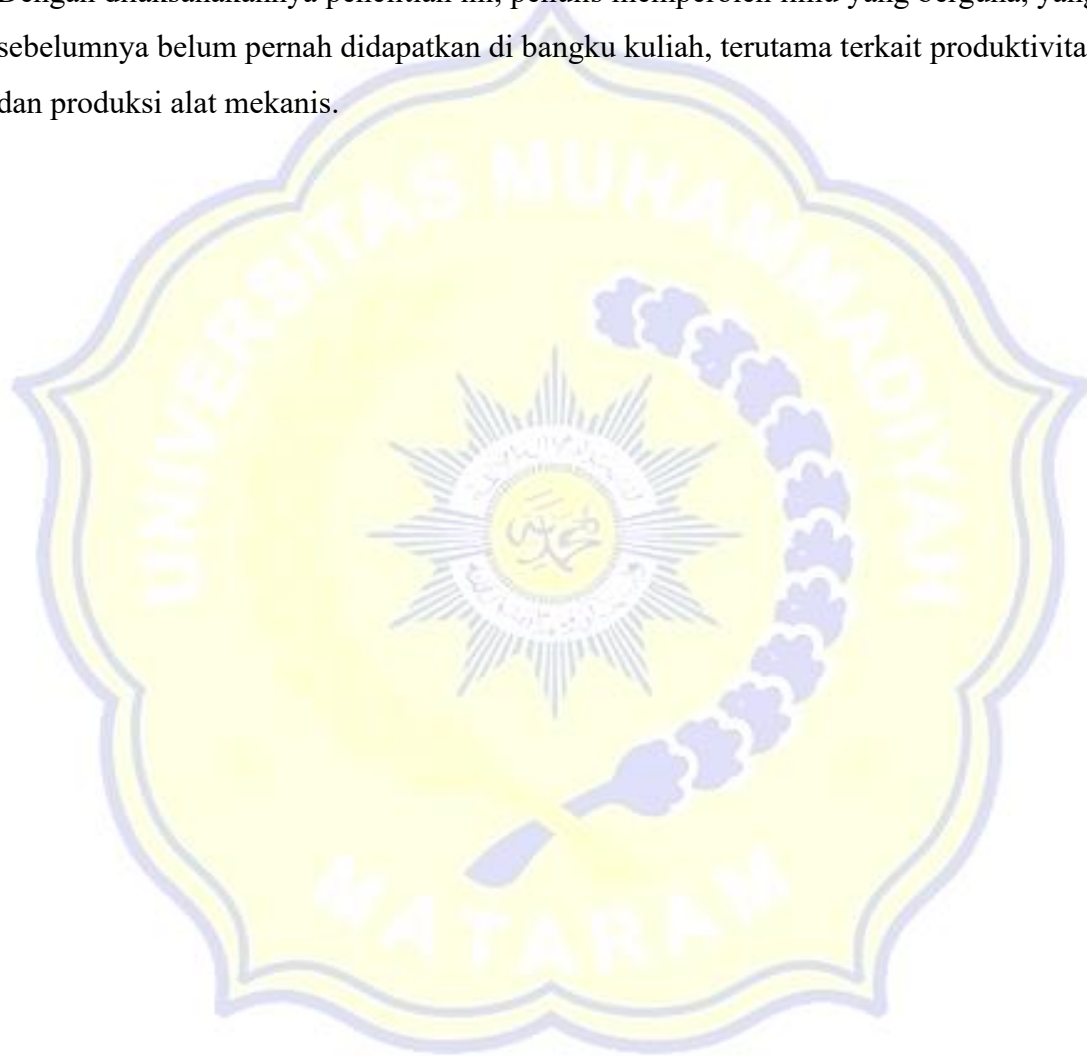 Dengan dilaksanakannya penelitian ini, penulis memperoleh ilmu yang berguna, yang
sebelumnya belum pernah didapatkan di bangku kuliah, terutama terkait produktivita
dan produksi alat mekanis.
UNIVERSITAS MUHAMMADIYAH
MATARAM